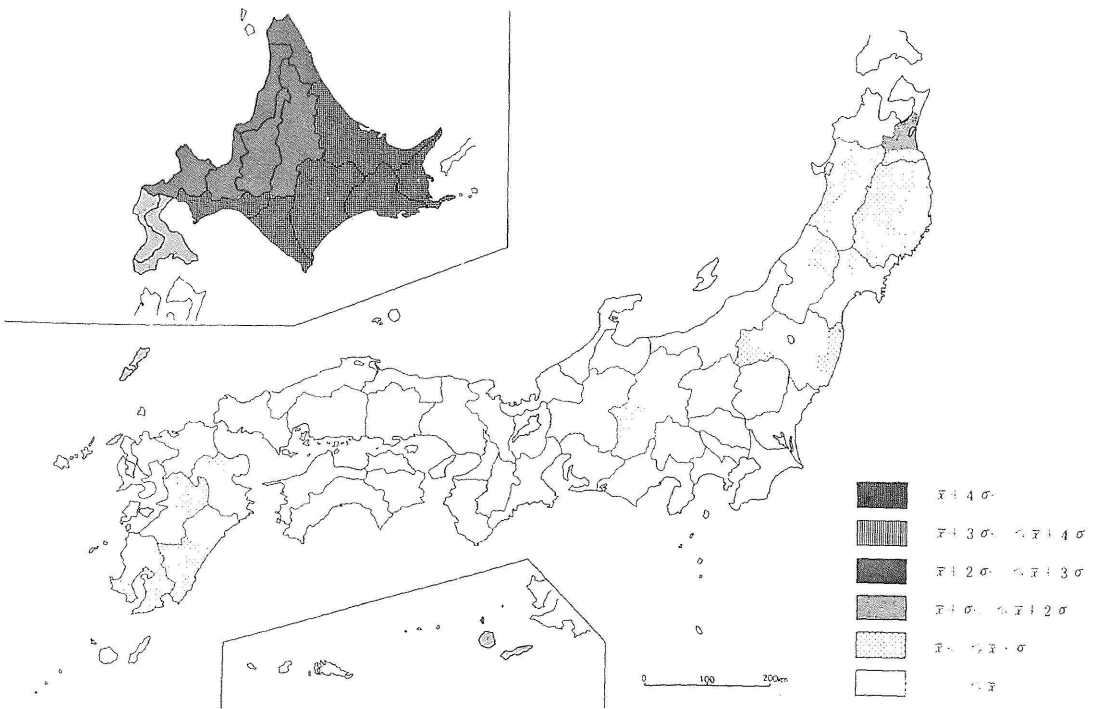 x̄ + 4 σ
x̄ + 3 σ ≤ x̄ + 4 σ
x̄ + 2 σ ≤ x̄ + 3 σ
x̄ + σ ≤ x̄ + 2 σ
x̄ ≤ x̄ + σ
≤ x̄
0 100 200km